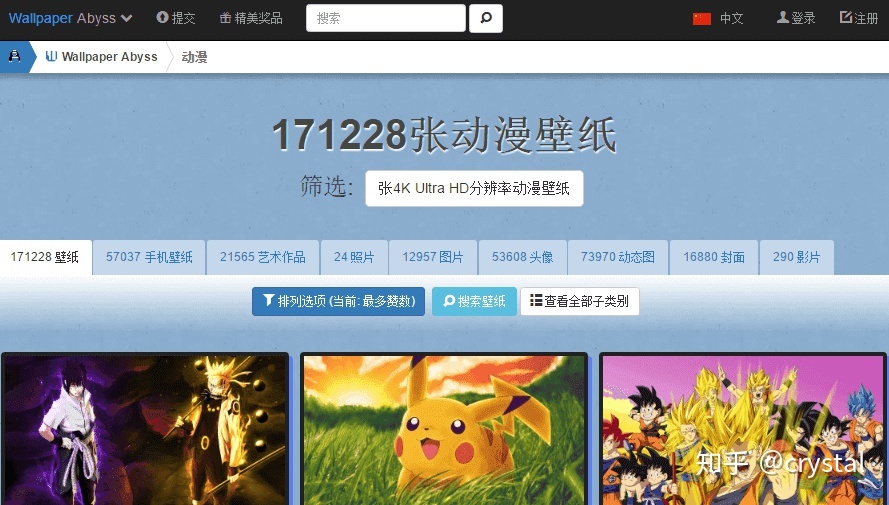 Wallpaper Abyss 提交 精美奖品 搜索 中文 登录 注册
Wallpaper Abyss 动漫
171228张动漫壁纸
筛选: 张4K Ultra HD分辨率动漫壁纸
171228 壁纸 57037 手机壁纸 21565 艺术作品 24 照片 12957 图片 53608 头像 73970 动态图 16880 封面 290 影片
排列选项 (当前: 最多赞数) 搜索壁纸 查看全部子类别
知乎 @crystal